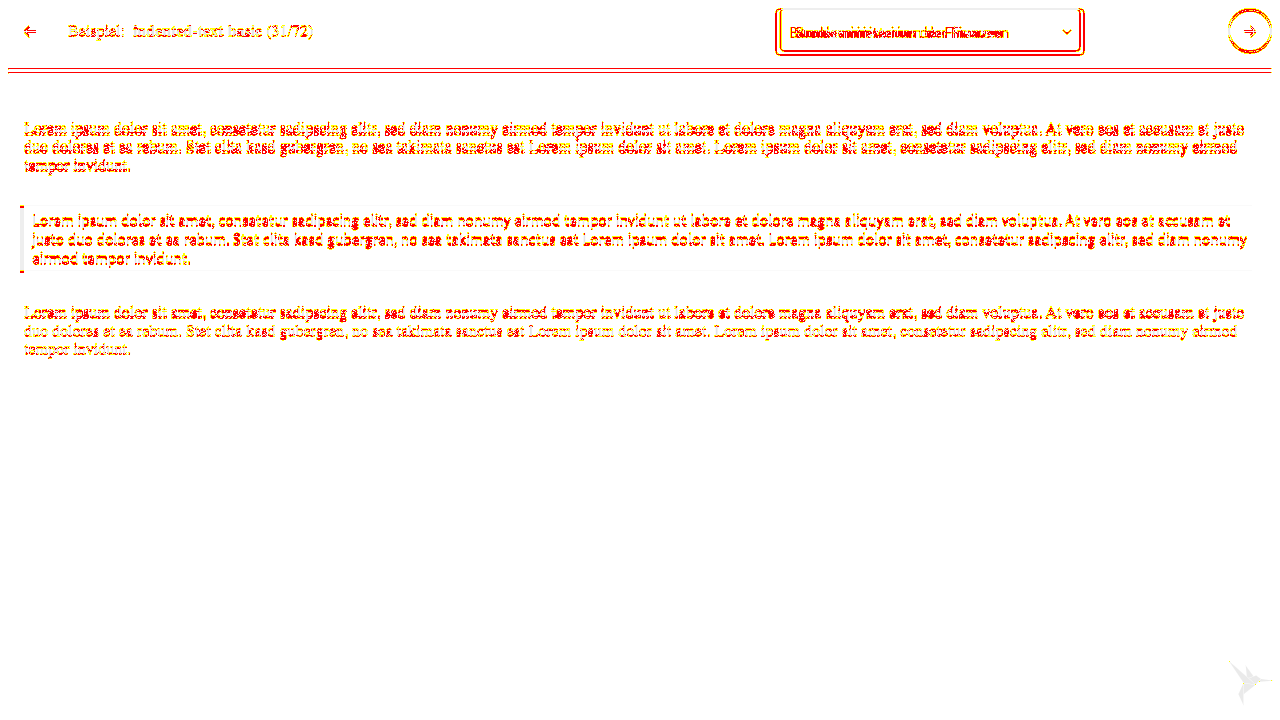 Beispiel: indented-text basic (31/72)
Lorem ipsum dolor sit amet, consetetur sadipscing elitr, sed diam nonumy eirmod tempor invidunt ut labore et dolore magna aliquyam erat, sed diam voluptua. At vero eos et accusam et justo
duo dolores et ea rebum. Stet clita kasd gubergren, no sea takimata sanctus est Lorem ipsum dolor sit amet. Lorem ipsum dolor sit amet, consetetur sadipscing elitr, sed diam nonumy eirmod
tempor invidunt.
Lorem ipsum dolor sit amet, consetetur sadipscing elitr, sed diam nonumy eirmod tempor invidunt ut labore et dolore magna aliquyam erat, sed diam voluptua. At vero eos et accusam et
justo duo dolores et ea rebum. Stet clita kasd gubergren, no sea takimata sanctus est Lorem ipsum dolor sit amet. Lorem ipsum dolor sit amet, consetetur sadipscing elitr, sed diam nonumy
eirmod tempor invidunt.
Lorem ipsum dolor sit amet, consetetur sadipscing elitr, sed diam nonumy eirmod tempor invidunt ut labore et dolore magna aliquyam erat, sed diam voluptua. At vero eos et accusam et justo
duo dolores et ea rebum. Stet clita kasd gubergren, no sea takimata sanctus est Lorem ipsum dolor sit amet. Lorem ipsum dolor sit amet, consetetur sadipscing elitr, sed diam nonumy eirmod
tempor invidunt.